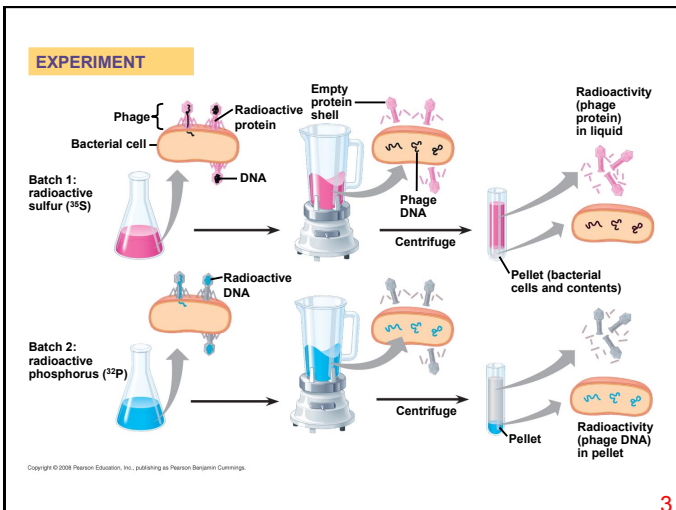 EXPERIMENT
Phage
Bacterial cell
Radioactive
protein
DNA
Batch 1:
radioactive
sulfur (³⁵S)
Empty
protein
shell
Phage
DNA
Centrifuge
Radioactivity
(phage
protein)
in liquid
Pellet (bacterial
cells and contents)
Radioactive
DNA
Batch 2:
radioactive
phosphorus (³²P)
Centrifuge
Pellet
Radioactivity
(phage DNA)
in pellet
Copyright © 2008 Pearson Education, Inc., publishing as Pearson Benjamin Cummings.
3